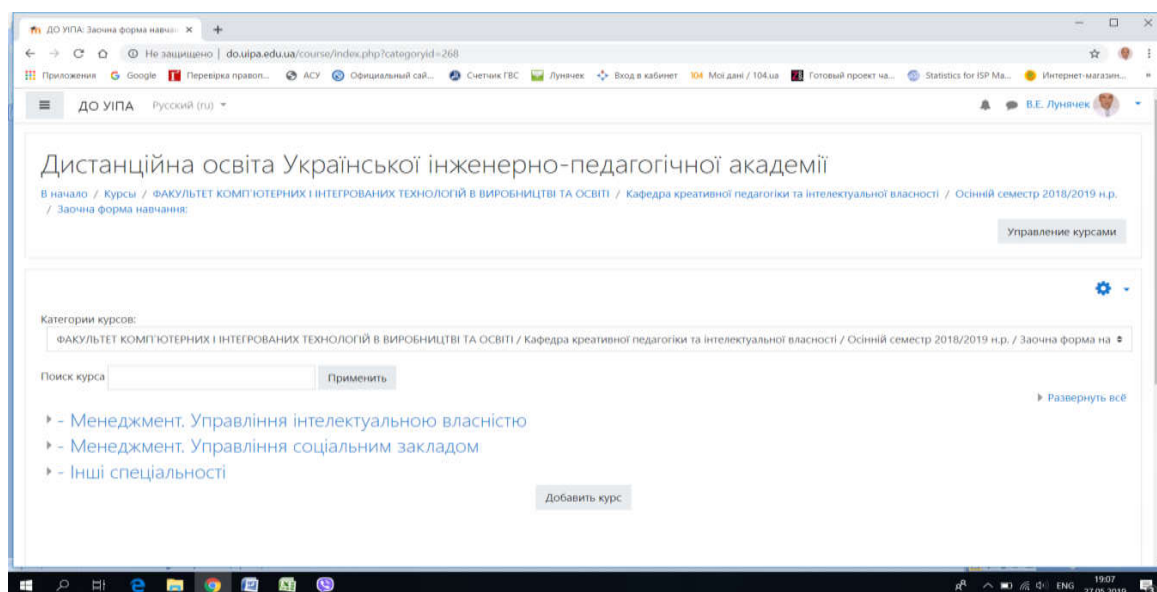 ДО УІПА: Заочна форма навчан
Не защищено | do.uipa.edu.ua/course/index.php?categoryid=268
Приложения Google Перевірка правоп... АСУ Официальный сай... Счетчик ГВС Лунячек Вход в кабинет Мої дані / 104.ua Готовый проект ча... Statistics for ISP Ma... Интернет-магазин...
ДО УІПА Русский (ru) В.Е. Лунячек
Дистанційна освіта Української інженерно-педагогічної академії
В начало / Курсы / ФАКУЛЬТЕТ КОМП'ЮТЕРНИХ І ІНТЕГРОВАНИХ ТЕХНОЛОГІЙ В ВИРОБНИЦТВІ ТА ОСВІТІ / Кафедра креативної педагогіки та інтелектуальної власності / Осінній семестр 2018/2019 н.р.
/ Заочна форма навчання:
Управление курсами
Категории курсов:
ФАКУЛЬТЕТ КОМП'ЮТЕРНИХ І ІНТЕГРОВАНИХ ТЕХНОЛОГІЙ В ВИРОБНИЦТВІ ТА ОСВІТІ / Кафедра креативної педагогіки та інтелектуальної власності / Осінній семестр 2018/2019 н.р. / Заочна форма на
Поиск курса Применить
Развернуть всё
- Менеджмент. Управління інтелектуальною власністю
- Менеджмент. Управління соціальним закладом
- Інші спеціальності
Добавить курс
ENG 19:07
27.05.2019